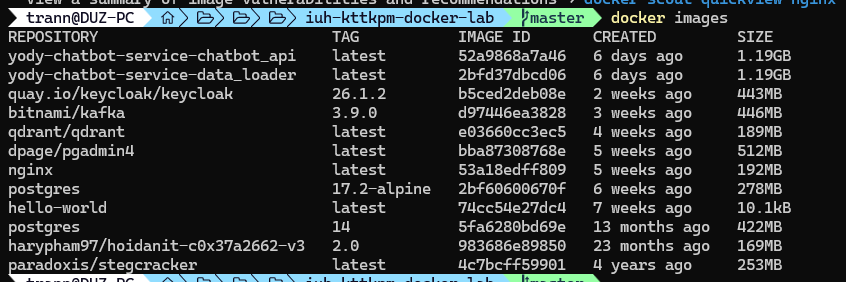 view a summary of image vulnerabilities and recommendations docker scout quickview nginx
trann@DUZ-PC iuh-kttkpm-docker-lab master docker images
REPOSITORY TAG IMAGE ID CREATED SIZE
yody-chatbot-service-chatbot_api latest 52a9868a7a46 6 days ago 1.19GB
yody-chatbot-service-data_loader latest 2bfd37dbcd06 6 days ago 1.19GB
quay.io/keycloak/keycloak 26.1.2 b5ced2deb08e 2 weeks ago 443MB
bitnami/kafka 3.9.0 d97446ea3828 3 weeks ago 446MB
qdrant/qdrant latest e03660cc3ec5 4 weeks ago 189MB
dpage/pgadmin4 latest bba87308768e 5 weeks ago 512MB
nginx latest 53a18edff809 5 weeks ago 192MB
postgres 17.2-alpine 2bf60600670f 6 weeks ago 278MB
hello-world latest 74cc54e27dc4 7 weeks ago 10.1kB
postgres 14 5fa6280bd69e 13 months ago 422MB
harypham97/hoidanit-c0x37a2662-v3 2.0 983686e89850 23 months ago 169MB
paradoxis/stegcracker latest 4c7bcff59901 4 years ago 253MB
trann@DUZ-PC iuh-kttkpm-docker-lab master